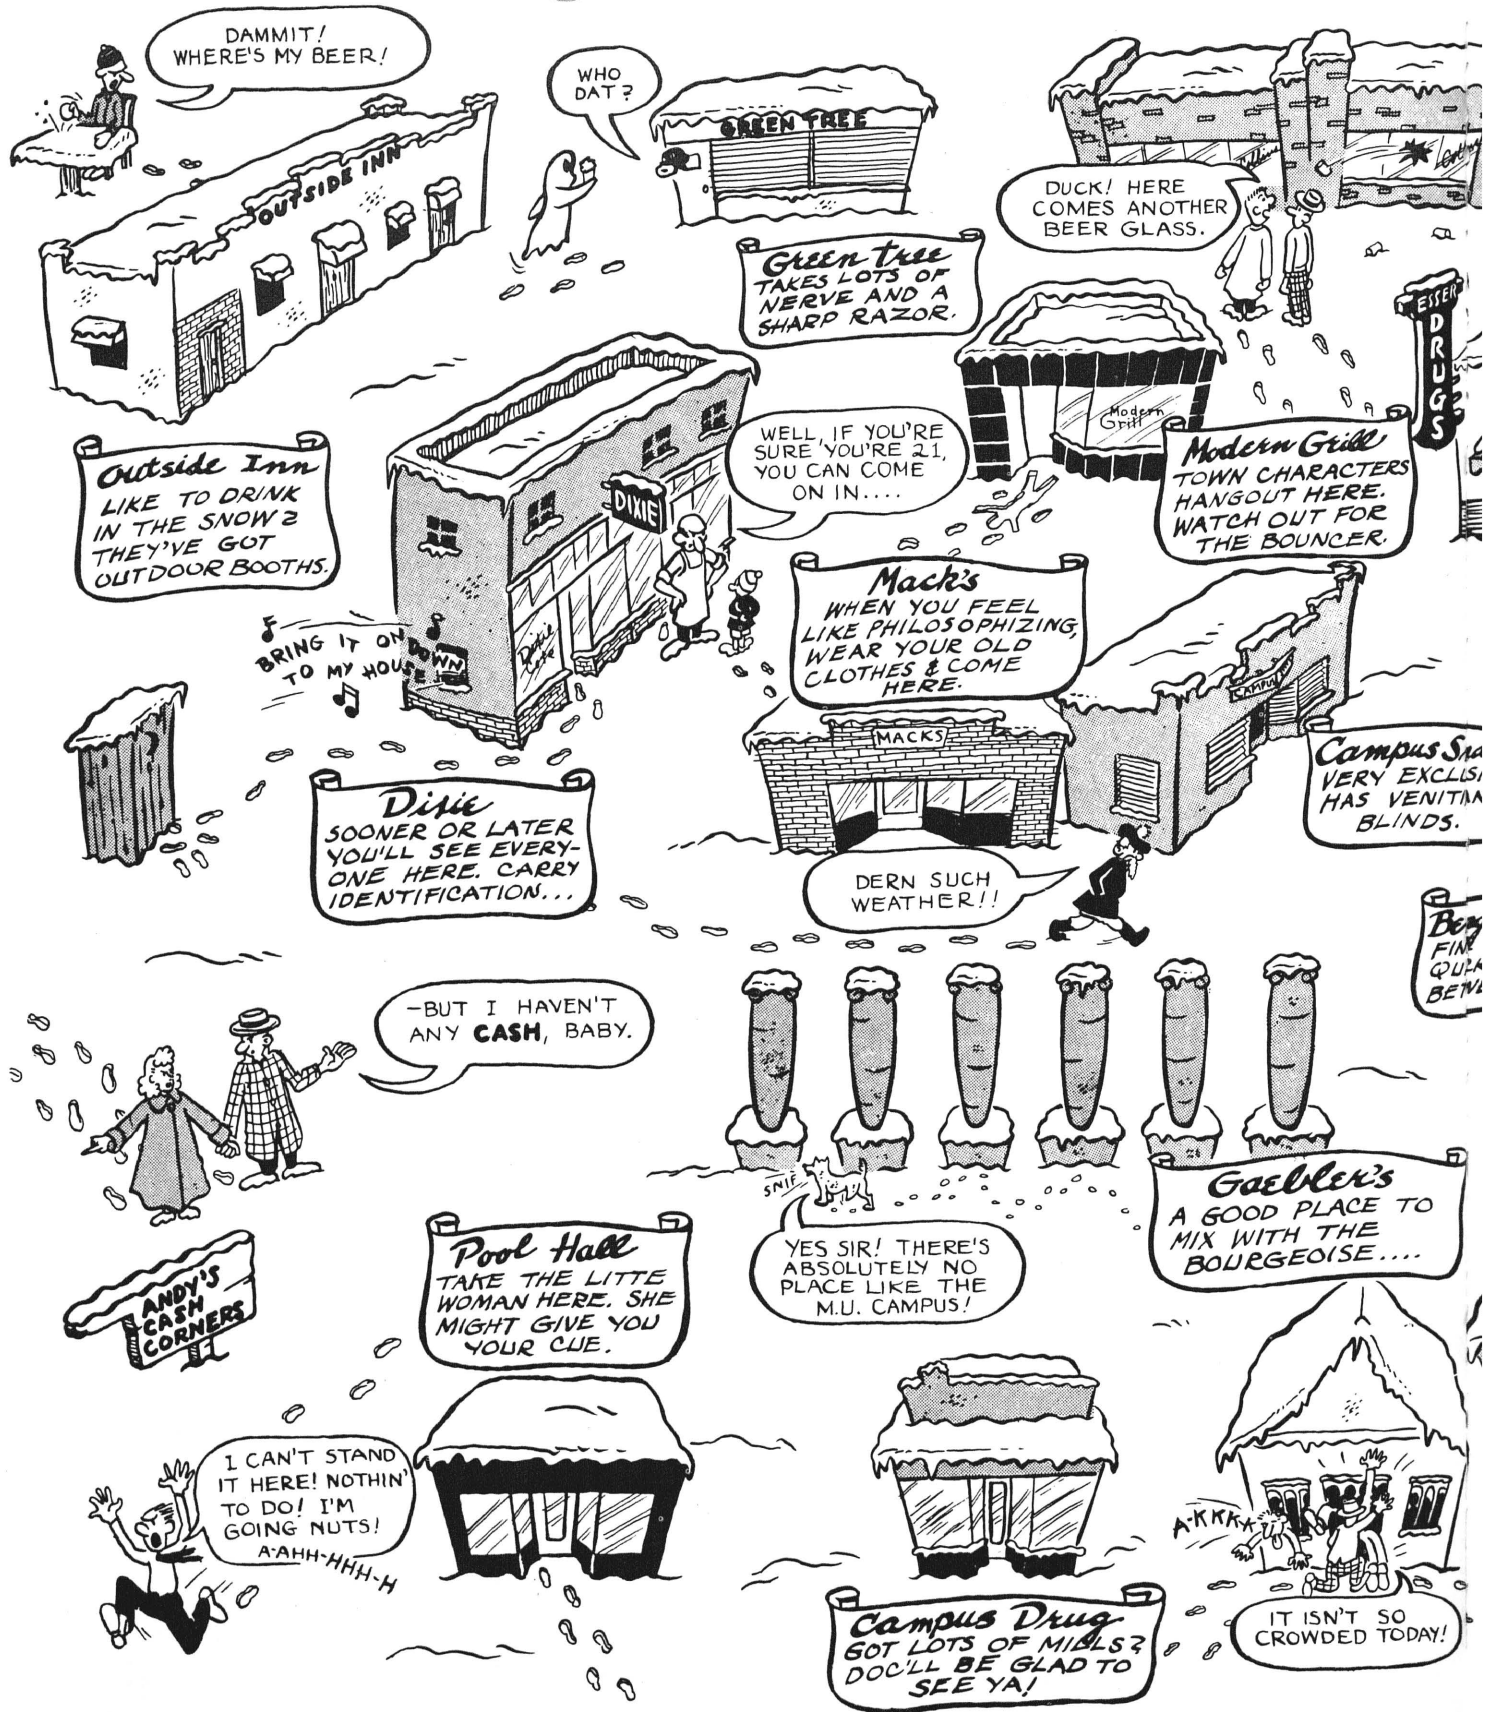 DAMMIT!
WHERE'S MY BEER!
OUTSIDE INN
WHO
DAT?
GREEN TREE
Green tree
TAKES LOTS OF
NERVE AND A
SHARP RAZOR.
Collins
DUCK! HERE
COMES ANOTHER
BEER GLASS.
ESSER
DRUGS
Outside Inn
LIKE TO DRINK
IN THE SNOW?
THEY'VE GOT
OUTDOOR BOOTHS.
DIXIE
WELL, IF YOU'RE
SURE YOU'RE 21,
YOU CAN COME
ON IN....
Modern
Grill
Modern Grill
TOWN CHARACTERS
HANGOUT HERE.
WATCH OUT FOR
THE BOUNCER.
BRING IT ON DOWN
TO MY HOUSE
Mack's
WHEN YOU FEEL
LIKE PHILOSOPHIZING,
WEAR YOUR OLD
CLOTHES & COME
HERE.
MACKS
CAMPUS
Campus
VERY
HAS
BLINDS.
Dixie
SOONER OR LATER
YOU'LL SEE EVERY-
ONE HERE. CARRY
IDENTIFICATION...
DERN SUCH
WEATHER!!
-BUT I HAVEN'T
ANY CASH, BABY.
SNIF
YES SIR! THERE'S
ABSOLUTELY NO
PLACE LIKE THE
M.U. CAMPUS!
Gaebler's
A GOOD PLACE TO
MIX WITH THE
BOURGEOISE....
ANDY'S
CASH
CORNERS
Pool Hall
TAKE THE LITTE
WOMAN HERE. SHE
MIGHT GIVE YOU
YOUR CUE.
I CAN'T STAND
IT HERE! NOTHIN'
TO DO! I'M
GOING NUTS!
A-AHH-HHH-H
A-KKKK
IT ISN'T SO
CROWDED TODAY!
Campus Drug
GOT LOTS OF MILLS?
DOC'LL BE GLAD TO
SEE YA!